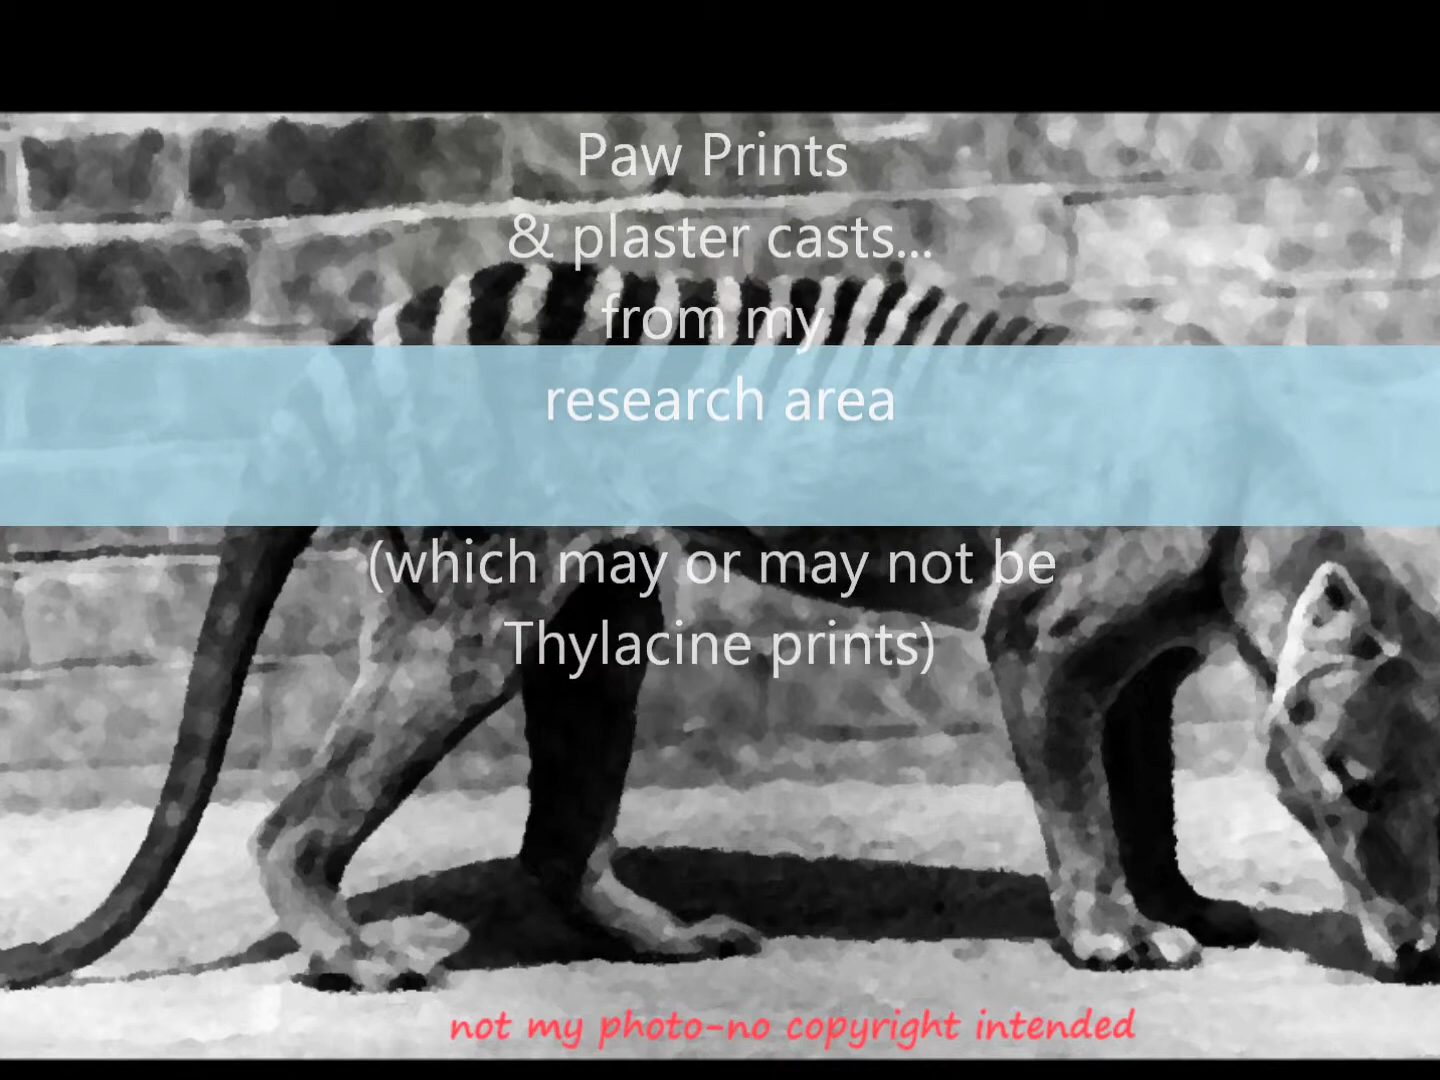 Paw Prints
& plaster casts...
from my
research area
(which may or may not be
Thylacine prints)
not my photo-no copyright intended